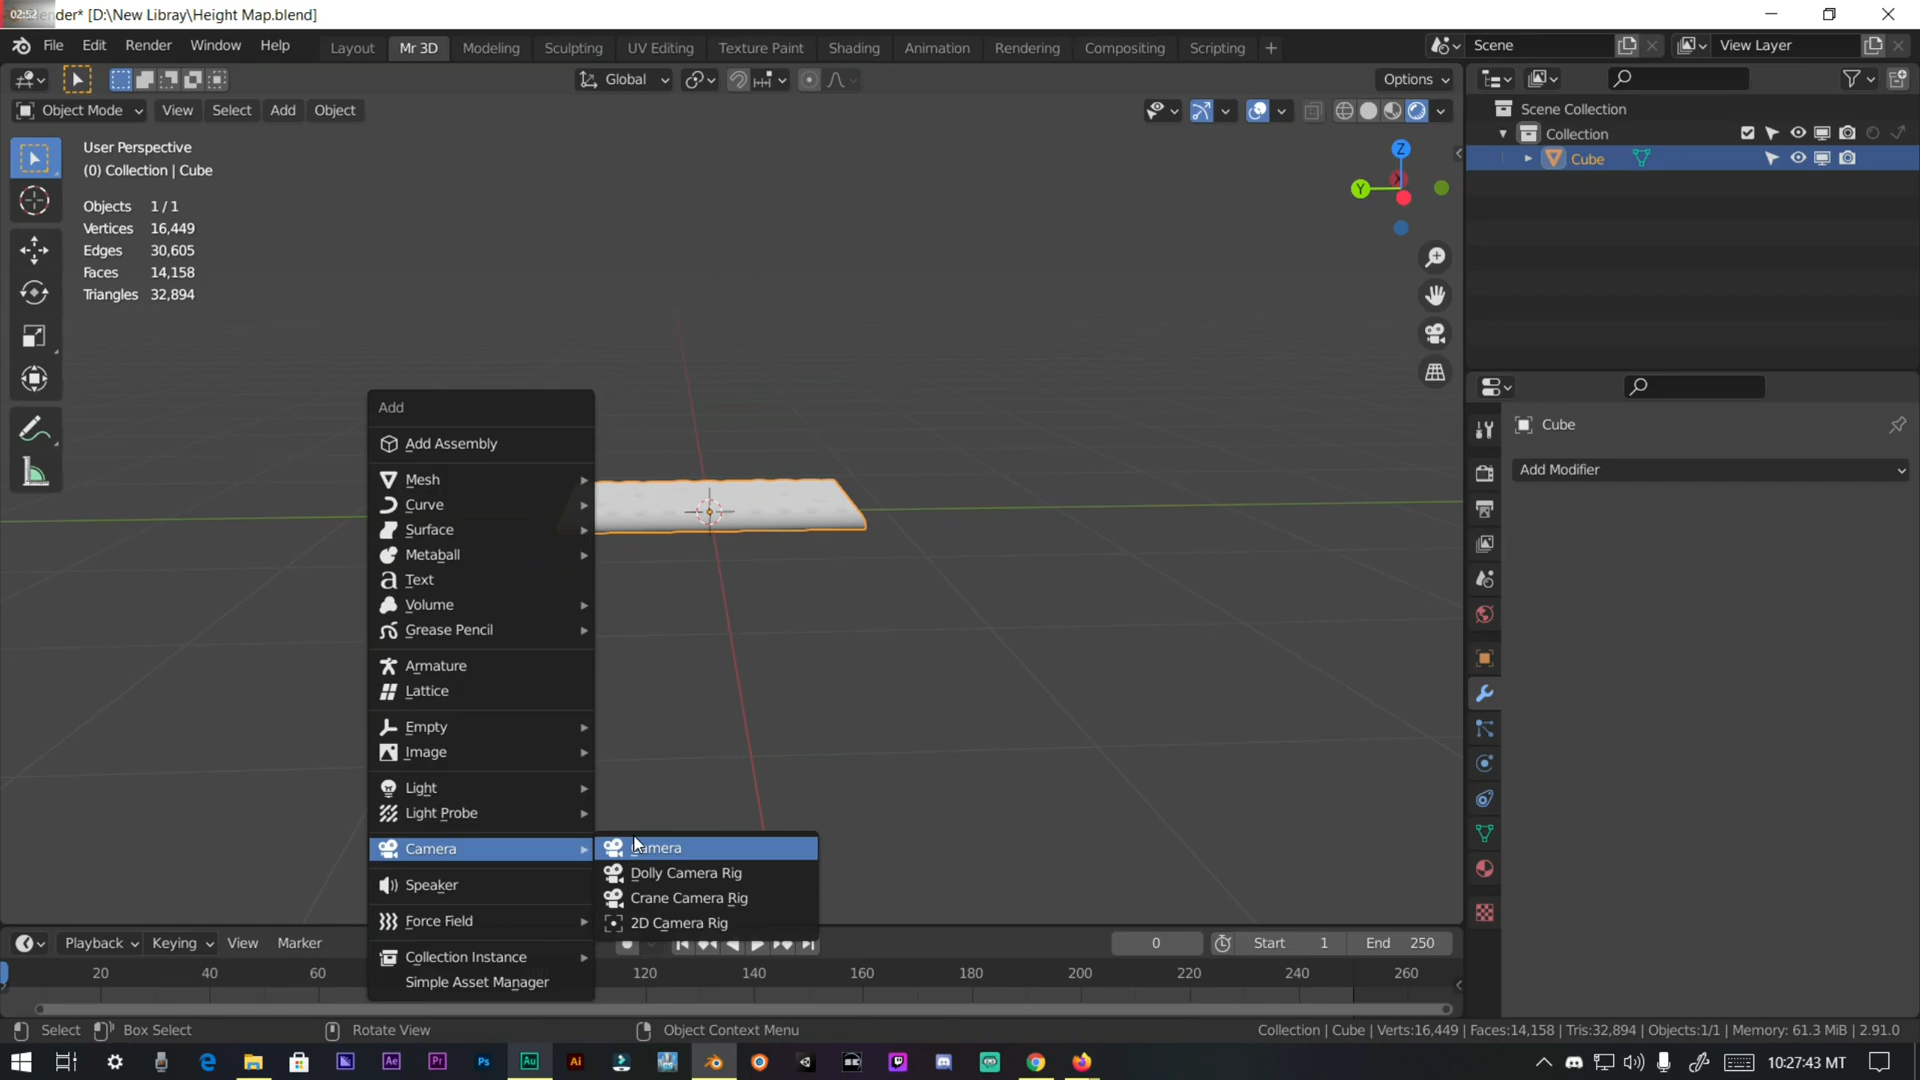 02:52
der* [D:\New Libray\Height Map.blend]
File Edit Render Window Help
Layout Mr 3D Modeling Sculpting UV Editing Texture Paint Shading Animation Rendering Compositing Scripting +
Scene
View Layer
Global
Options
Object Mode View Select Add Object
User Perspective
(0) Collection | Cube
Objects 1 / 1
Vertices 16,449
Edges 30,605
Faces 14,158
Triangles 32,894
Z
Y
X
Scene Collection
Collection
Cube
Cube
Add Modifier
Add
Add Assembly
Mesh
Curve
Surface
Metaball
Text
Volume
Grease Pencil
Armature
Lattice
Empty
Image
Light
Light Probe
Camera
Speaker
Force Field
Collection Instance
Simple Asset Manager
Camera
Dolly Camera Rig
Crane Camera Rig
2D Camera Rig
Playback Keying View Marker
0 Start 1 End 250
20 40 60 120 140 160 180 200 220 240 260
Select Box Select Rotate View Object Context Menu
Collection | Cube | Verts:16,449 | Faces:14,158 | Tris:32,894 | Objects:1/1 | Memory: 61.3 MiB | 2.91.0
Ae Pr Ps Au Ai
10:27:43 MT